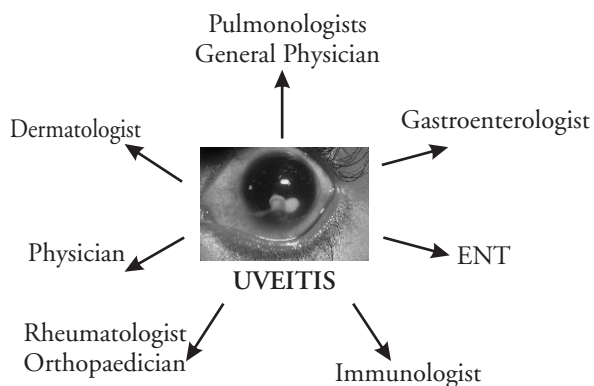 Pulmonologists
General Physician
Dermatologist
Gastroenterologist
Physician
ENT
UVEITIS
Rheumatologist
Orthopaedician
Immunologist